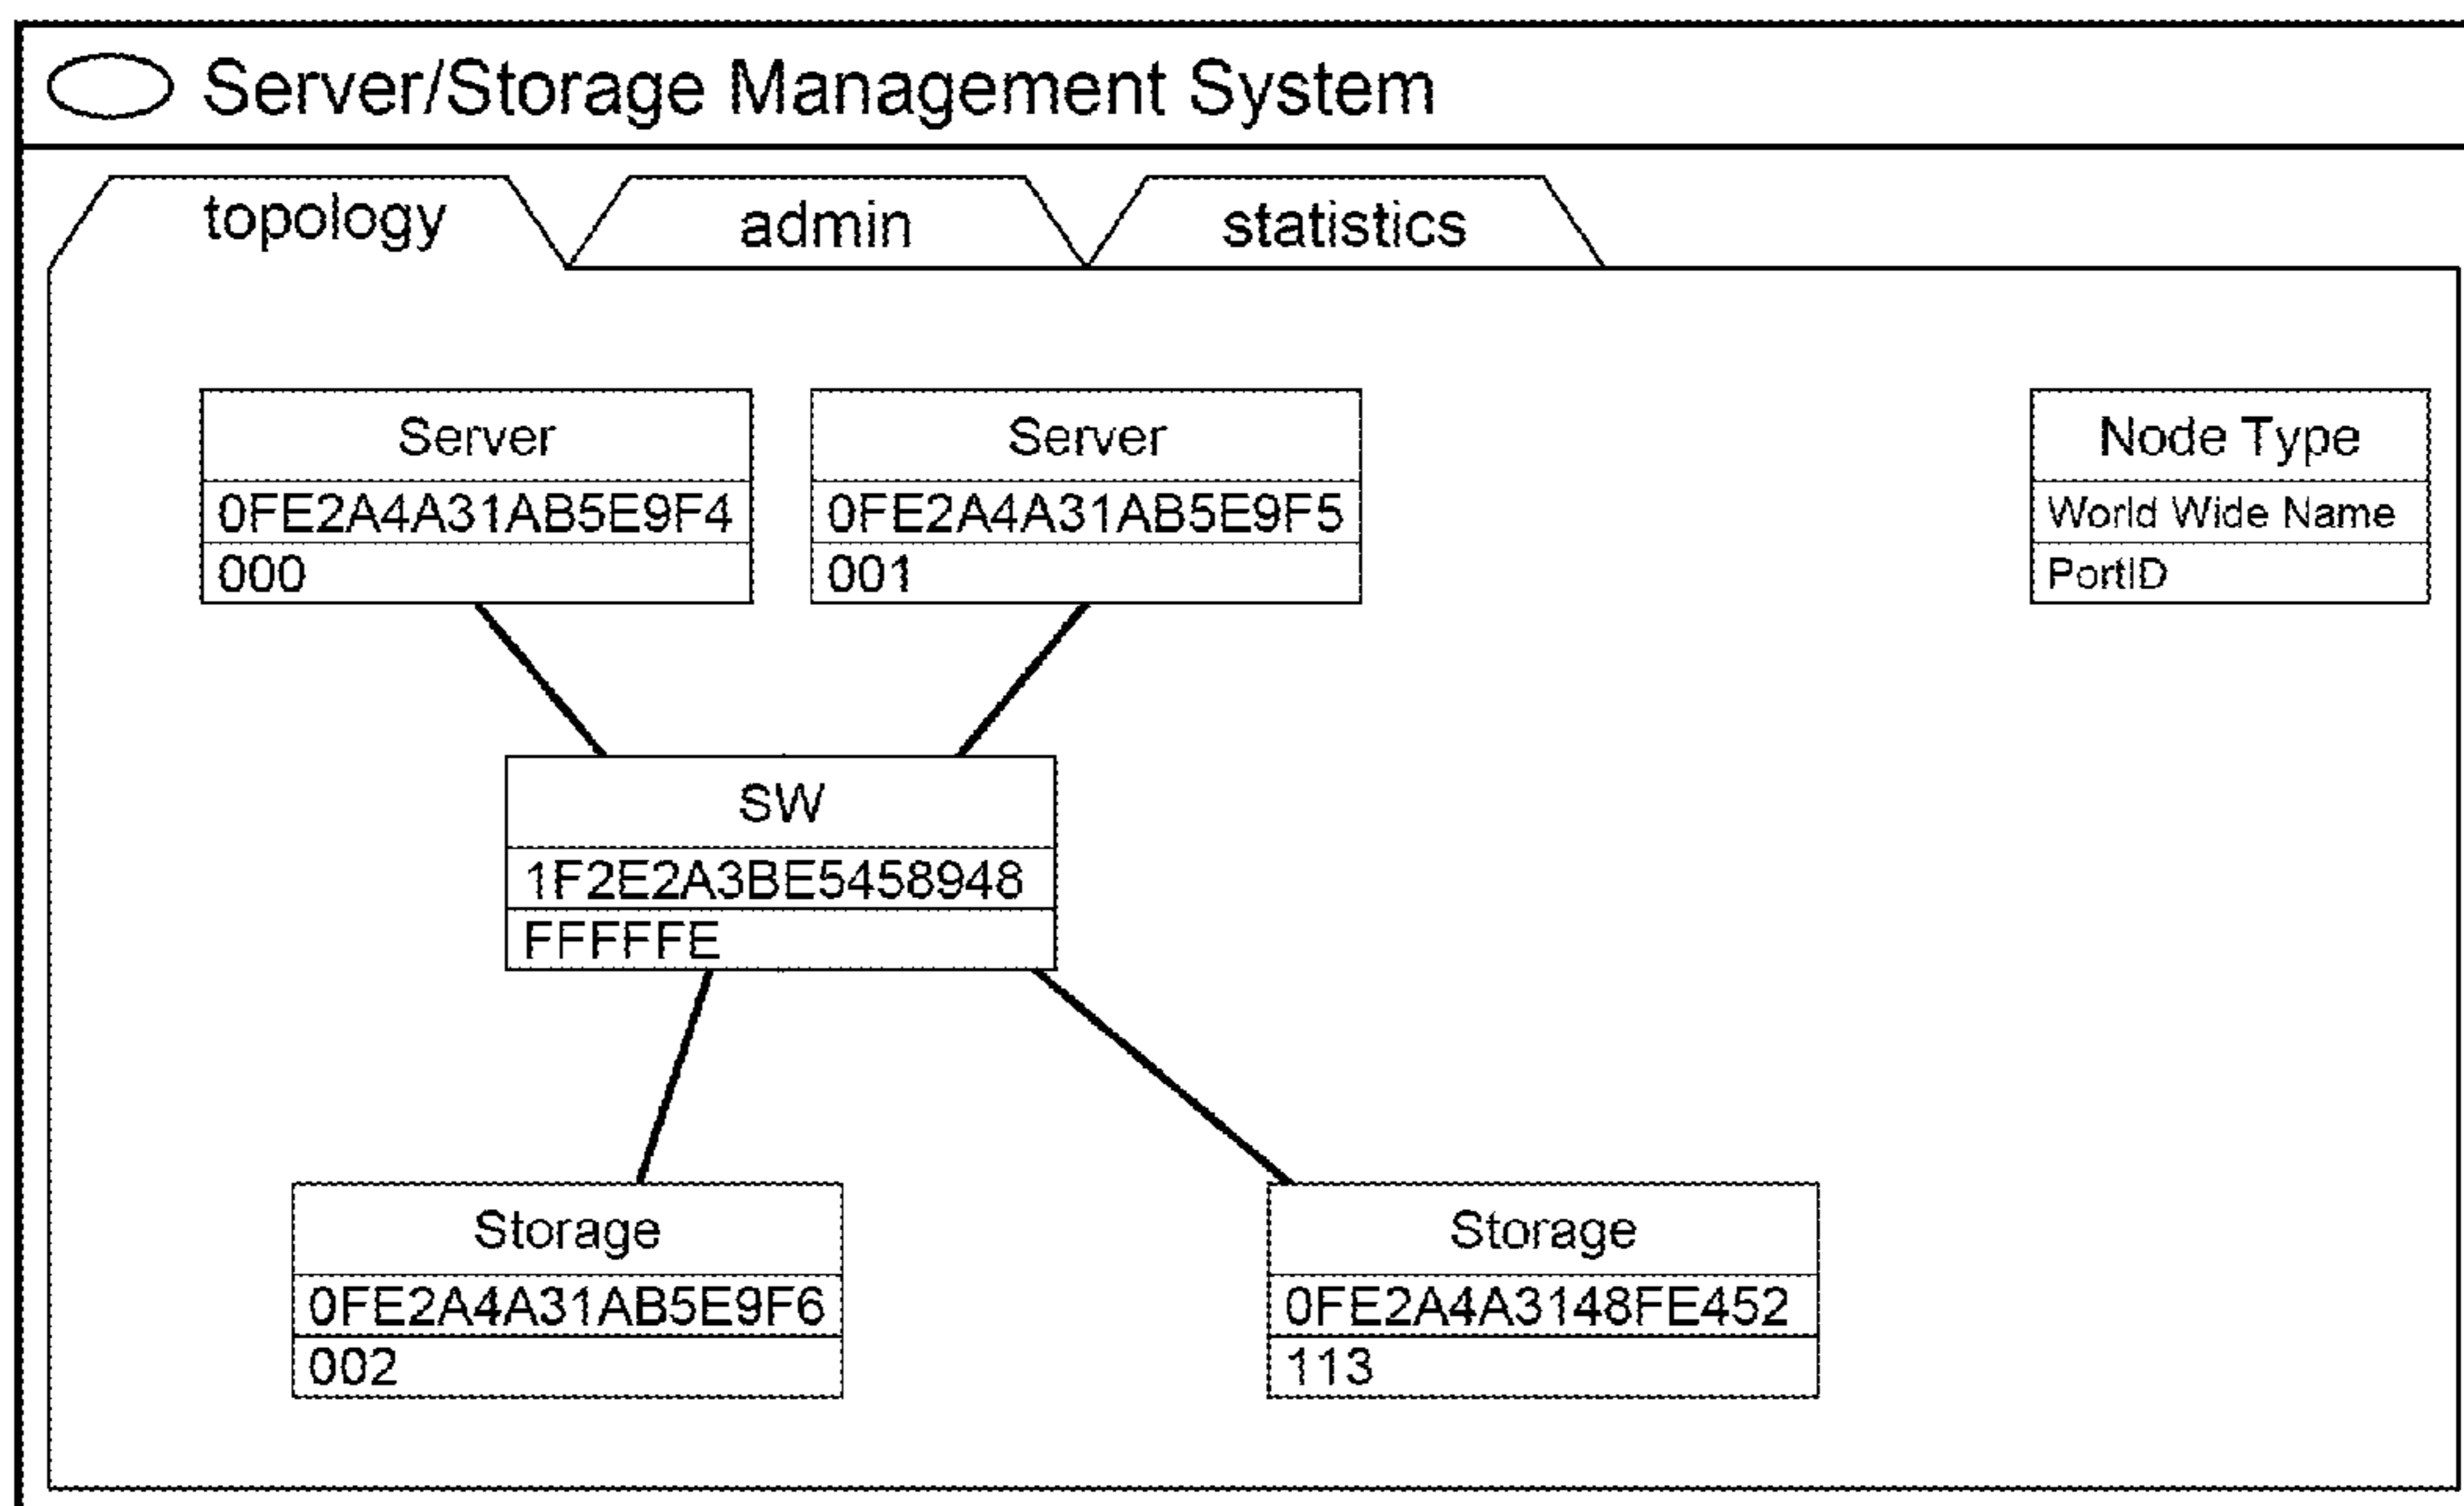 Server/Storage Management System
topology
admin
statistics
Server
0FE2A4A31AB5E9F4
000
Server
0FE2A4A31AB5E9F5
001
Node Type
World Wide Name
PortID
SW
1F2E2A3BE5458948
FFFFFE
Storage
0FE2A4A31AB5E9F6
002
Storage
0FE2A4A3148FE452
113